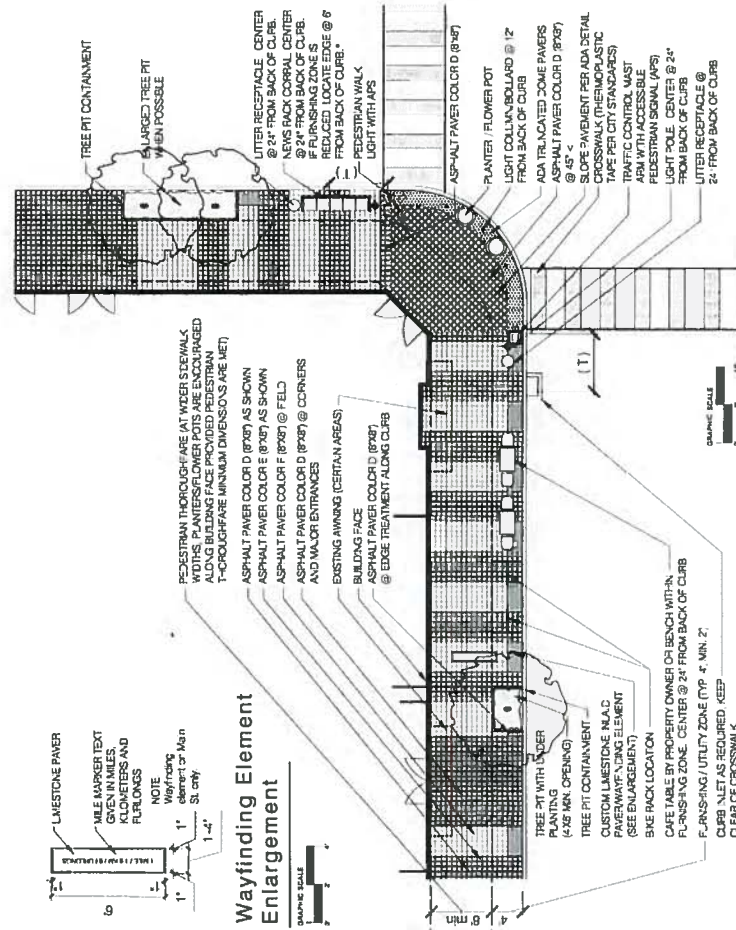 LIMESTONE PAVER
MILE MARKER TEXT
GIVEN IN MILES,
KILOMETERS AND
FURLONGS
NOTE
Wayfinding
element on Main
St. only.
6'
1"
1"
1"
1"
1'-4"
Wayfinding Element
Enlargement
GRAPHIC SCALE
PEDESTRIAN THOROUGHFARE (AT WIDER SIDEWALK
WIDTHS, PLANTERS/FLOWER POTS ARE ENCOURAGED
ALONG BUILDING FACE PROVIDED PEDESTRIAN
THOROUGHFARE MINIMUM DIMENSIONS ARE MET)
ASPHALT PAVER COLOR D (8"X8") AS SHOWN
ASPHALT PAVER COLOR E (8"X8") AS SHOWN
ASPHALT PAVER COLOR F (8"X8") @ FIELD
ASPHALT PAVER COLOR D (8"X8") @ CORNERS
AND MAJOR ENTRANCES
EXISTING AWNING (CERTAIN AREAS)
BUILDING FACE
ASPHALT PAVER COLOR D (8"X8")
@ EDGE TREATMENT ALONG CURB
TREE PIT CONTAINMENT
ENLARGED TREE PIT
WHEN POSSIBLE
LITTER RECEPTACLE CENTER
@ 24" FROM BACK OF CURB.
NEWS RACK CORRAL CENTER
@ 24" FROM BACK OF CURB.
IF FURNISHING ZONE IS
REDUCED LOCATE EDGE @ 6"
FROM BACK OF CURB.*
PEDESTRIAN WALK
LIGHT WITH APS
(T)
ASPHALT PAVER COLOR D (8"X8")
PLANTER / FLOWER POT
LIGHT COLUMN/BOLLARD @ 12"
FROM BACK OF CURB
ADA TRUNCATED DOME PAVERS
ASPHALT PAVER COLOR D (8"X8")
@ 45° <
SLOPE PAVEMENT PER ADA DETAIL
CROSSWALK (THERMOPLASTIC
TAPE PER CITY STANDARDS)
TRAFFIC CONTROL MAST
ARM WITH ACCESSIBLE
PEDESTRIAN SIGNAL (APS)
LIGHT POLE CENTER @ 24"
FROM BACK OF CURB
LITTER RECEPTACLE @
24" FROM BACK OF CURB
(T)
6' min
4'
TREE PIT WITH UNDER
PLANTING
(4'X8' MIN. OPENING)
TREE PIT CONTAINMENT
CUSTOM LIMESTONE INLAID
PAVER/WAYFINDING ELEMENT
(SEE ENLARGEMENT)
BIKE RACK LOCATION
CAFE TABLE BY PROPERTY OWNER OR BENCH WITHIN
FURNISHING ZONE. CENTER @ 24" FROM BACK OF CURB
FURNISHING / UTILITY ZONE (TYP. 4', MIN. 2')
CURB INLET AS REQUIRED, KEEP
CLEAR OF CROSSWALK
GRAPHIC SCALE